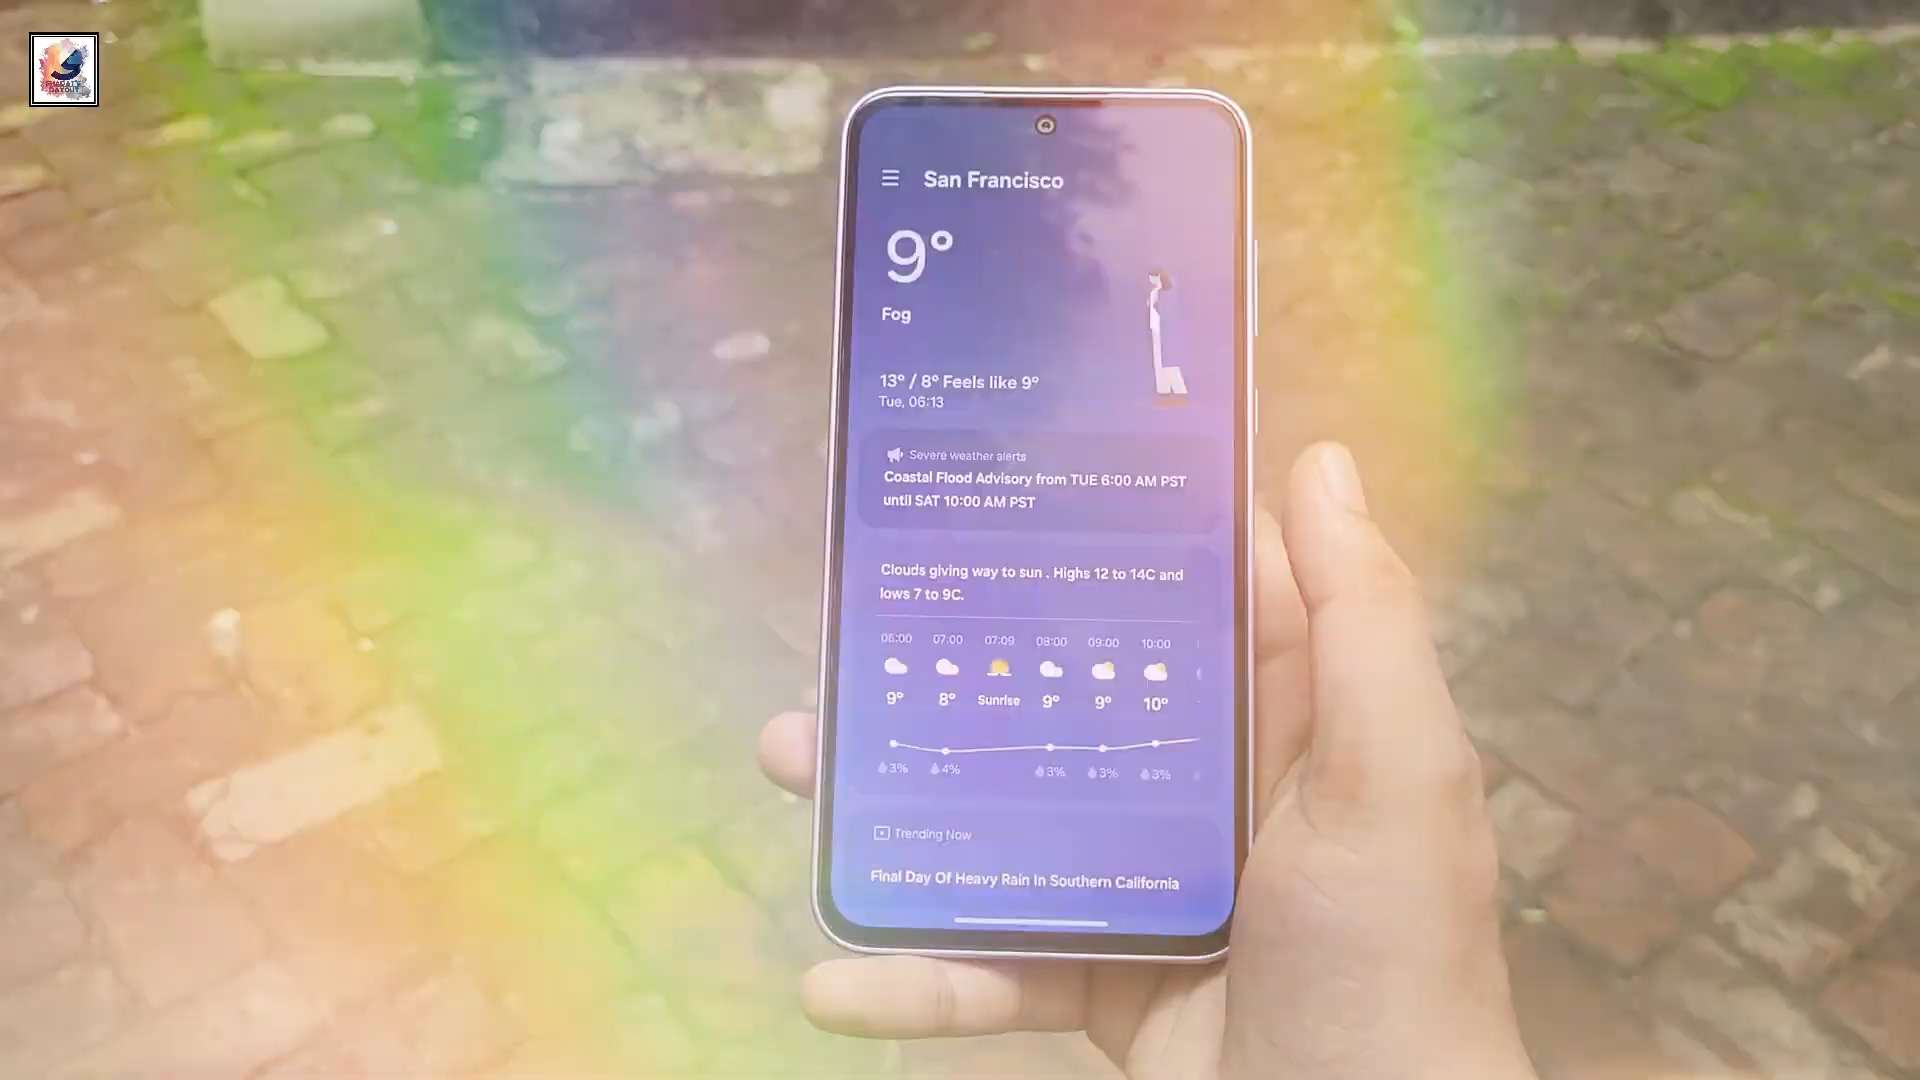 San Francisco
9°
Fog
13° / 8° Feels like 9°
Tue, 06:13
Severe weather alerts
Coastal Flood Advisory from TUE 6:00 AM PST
until SAT 10:00 AM PST
Clouds giving way to sun . Highs 12 to 14C and
lows 7 to 9C.
06:00 07:00 07:09 08:00 09:00 10:00
9° 8° Sunrise 9° 9° 10°
3% 4% 3% 3% 3%
Trending Now
Final Day Of Heavy Rain In Southern California